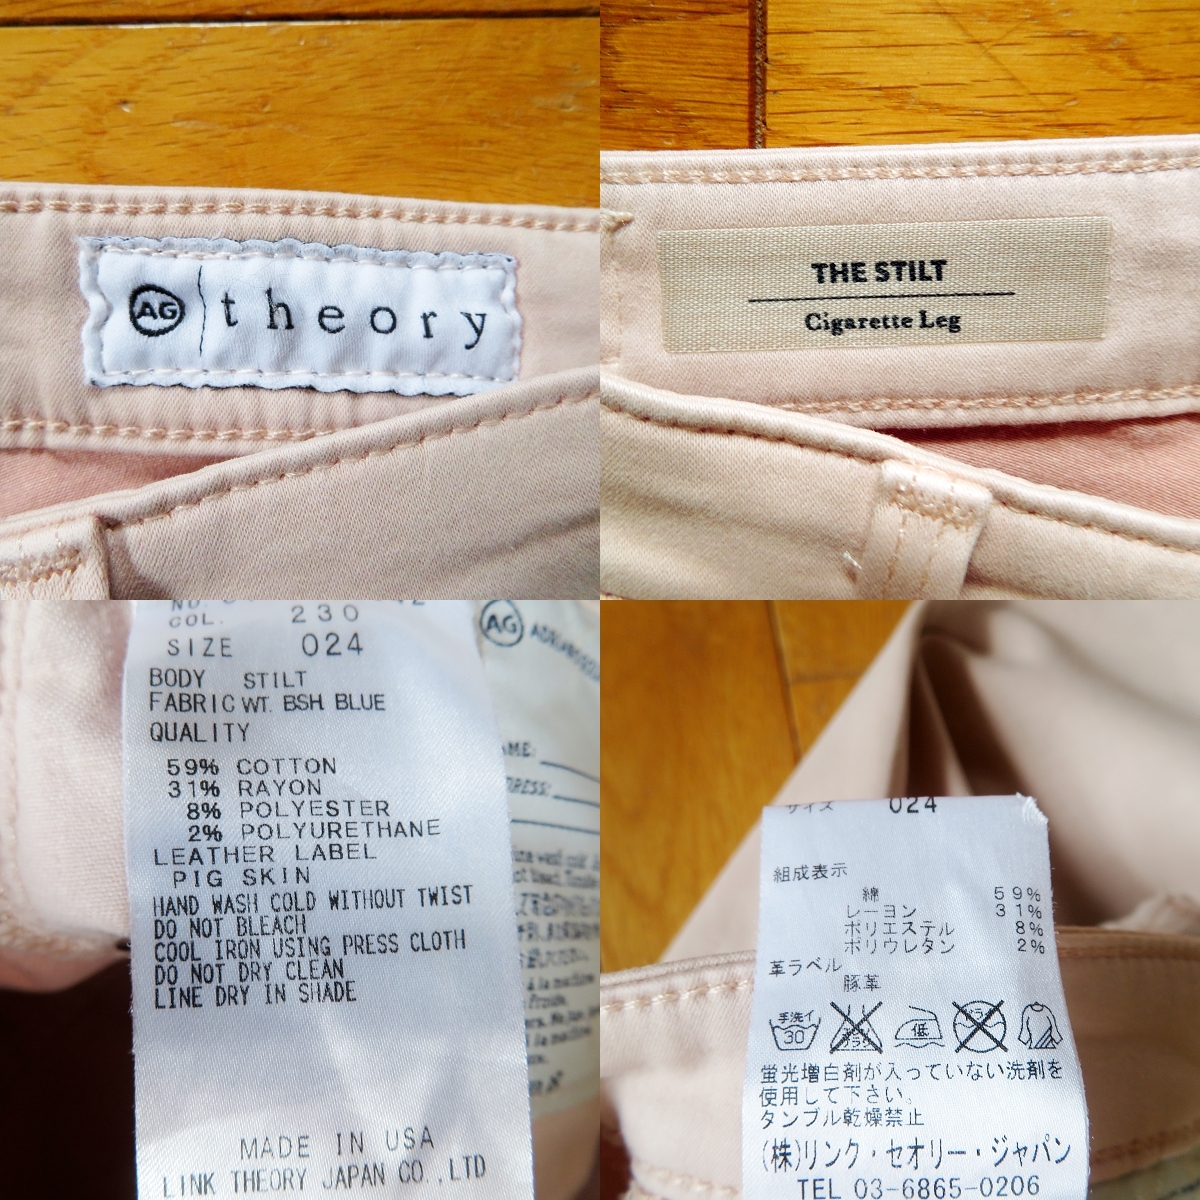 AG | theory
THE STILT
Cigarette Leg
COL. 230
SIZE 024
BODY STILT
FABRIC WT. BSH BLUE
QUALITY
59% COTTON
31% RAYON
8% POLYESTER
2% POLYURETHANE
LEATHER LABEL
PIG SKIN
HAND WASH COLD WITHOUT TWIST
DO NOT BLEACH
COOL IRON USING PRESS CLOTH
DO NOT DRY CLEAN
LINE DRY IN SHADE
MADE IN USA
LINK THEORY JAPAN CO.,LTD
AG
サイズ 024
組成表示
綿 59%
レーヨン 31%
ポリエステル 8%
ポリウレタン 2%
革ラベル
豚革
手洗イ
30
低
蛍光増白剤が入っていない洗剤を
使用して下さい。
タンブル乾燥禁止
(株)リンク・セオリー・ジャパン
TEL 03-6865-0206